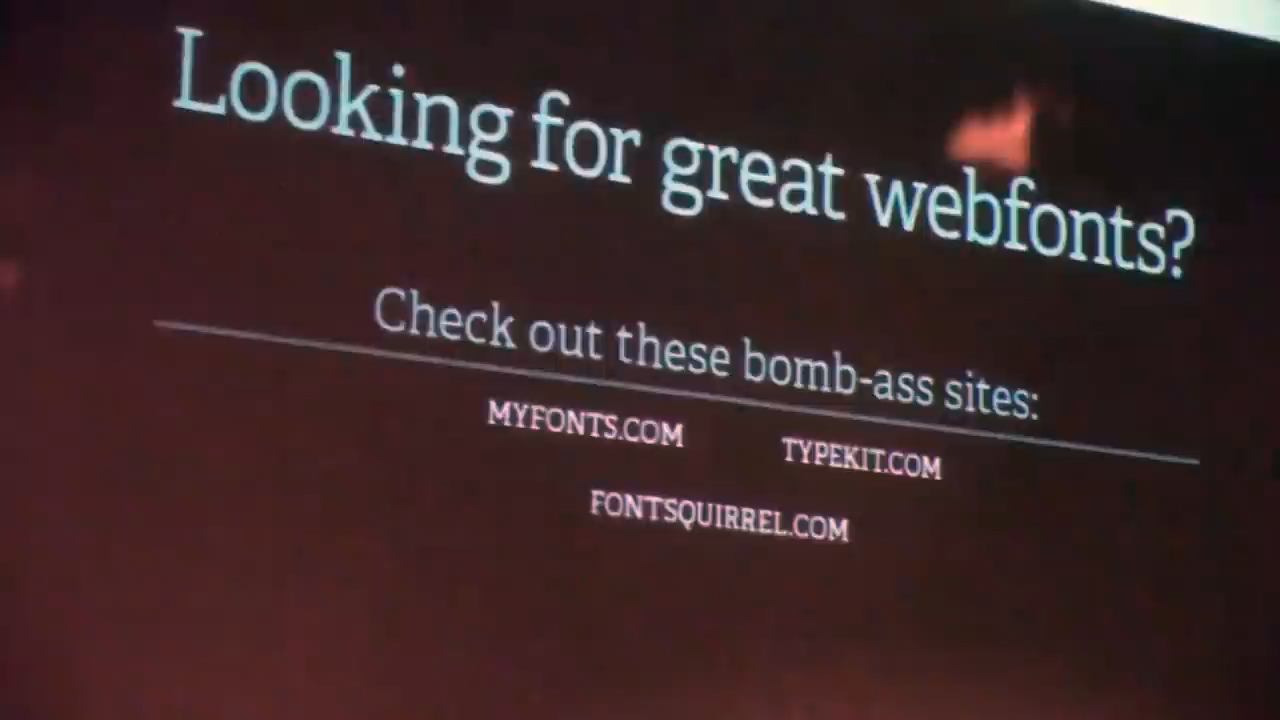 Looking for great webfonts?
Check out these bomb-ass sites:
MYFONTS.COM TYPEKIT.COM
FONTSQUIRREL.COM